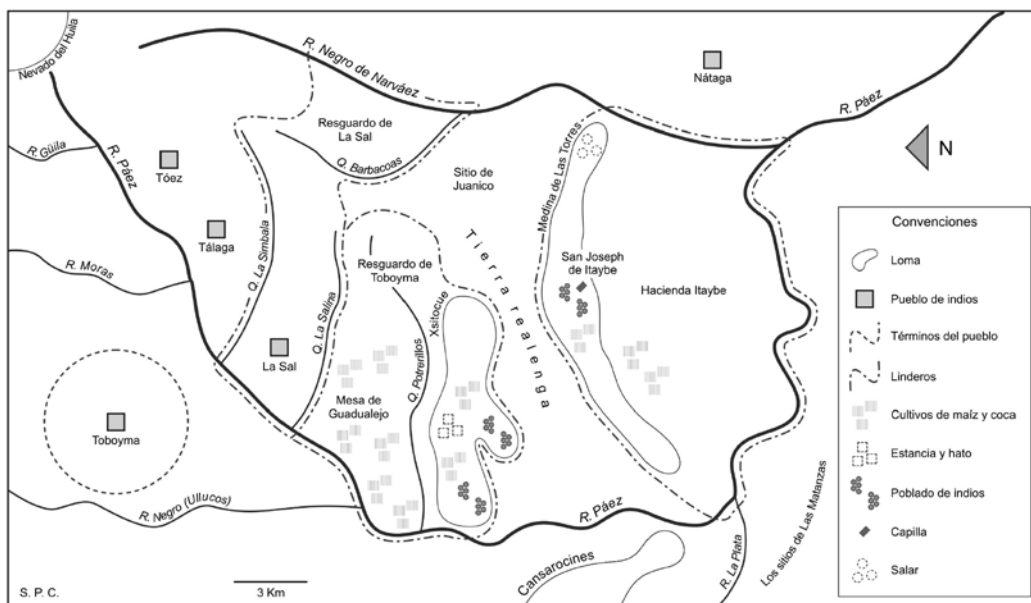 Nevado del Huila
R. Negro de Narváez
Nátaga
R. Páez
N
R. Güila
R. Páez
Tóez
Resguardo de
La Sal
Q. Barbacoas
Sitio de
Juanico
Medina de Las Torres
Tálaga
Q. La Simbala
R. Moras
Resguardo de
Toboyma
Tierra realenga
San Joseph
de Itaybe
Hacienda Itaybe
La Sal
Q. La Salina
Q. Potrerillos
Xsitocue
Mesa de
Guadualejo
Toboyma
R. Negro (Ullucos)
R. Páez
Cansarocines
R. La Plata
Los sitios de Las Matanzas
S. P. C.
3 Km
Convenciones
Loma
Pueblo de indios
Términos del pueblo
Linderos
Cultivos de maíz y coca
Estancia y hato
Poblado de indios
Capilla
Salar